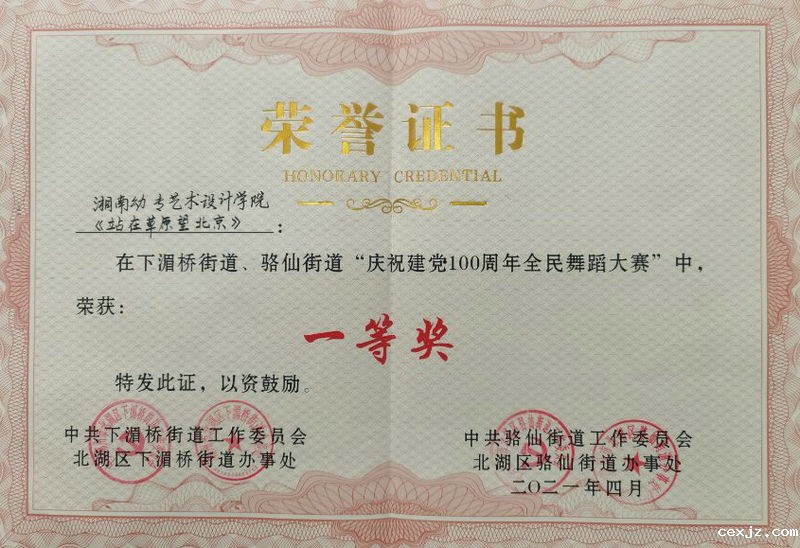 荣誉证书
HONORARY CREDENTIAL
湘南幼专艺术设计学院
《站在草原望北京》:
在下湄桥街道、骆仙街道“庆祝建党100周年全民舞蹈大赛”中,
荣获:
一等奖
特发此证,以资鼓励。
中共下湄桥街道工作委员会
北湖区下湄桥街道办事处
中共骆仙街道工作委员会
北湖区骆仙街道办事处
二〇二一年四月
cexjz.com